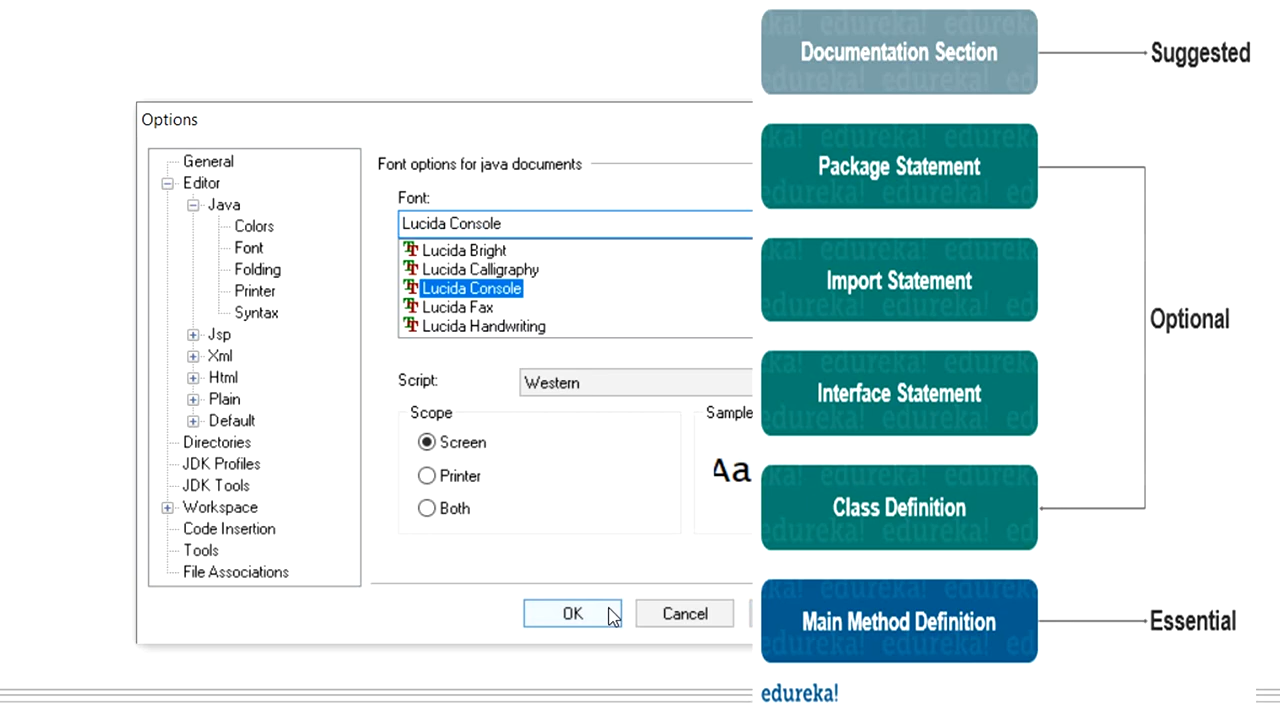 Options
General
Editor
Java
Colors
Font
Folding
Printer
Syntax
Jsp
Xml
Html
Plain
Default
Directories
JDK Profiles
JDK Tools
Workspace
Code Insertion
Tools
File Associations
Font options for java documents
Font:
Lucida Console
Lucida Bright
Lucida Calligraphy
Lucida Console
Lucida Fax
Lucida Handwriting
Script:
Western
Scope
Screen
Printer
Both
Sample
Aa
OK
Cancel
Documentation Section
Suggested
Package Statement
Import Statement
Interface Statement
Class Definition
Optional
Main Method Definition
Essential
edureka!